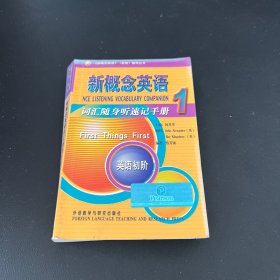 新概念英语
NCE LISTENING VOCABULARY COMPANION
1
词汇随身听速记手册
First Things First
英语初阶
Pearson
外语教学与研究出版社
FOREIGN LANGUAGE TEACHING AND RESEARCH PRESS